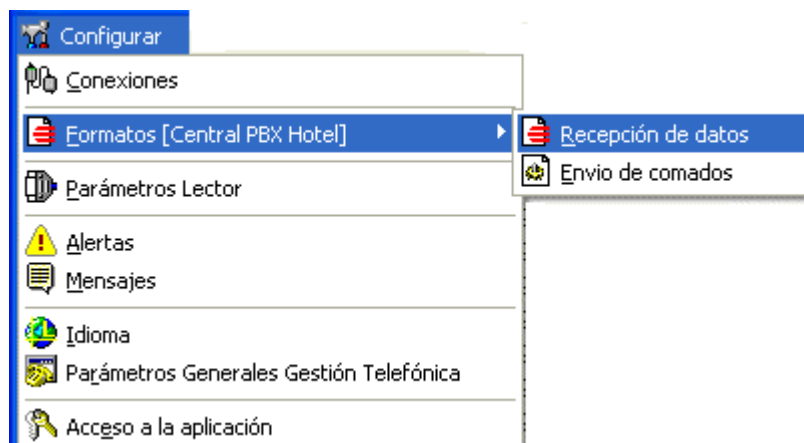 Configurar
Conexiones
Formatos [Central PBX Hotel]
Recepción de datos
Envio de comados
Parámetros Lector
Alertas
Mensajes
Idioma
Parámetros Generales Gestión Telefónica
Acceso a la aplicación